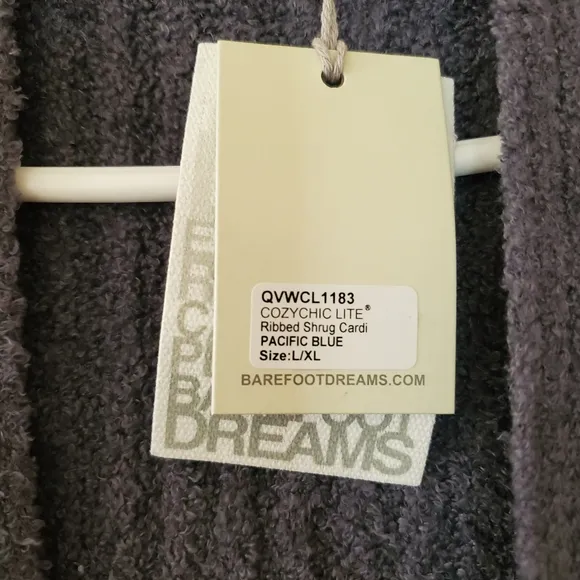 QVWCL1183
COZYCHIC LITE®
Ribbed Shrug Cardi
PACIFIC BLUE
Size:L/XL
BAREFOOTDREAMS.COM
DREAMS